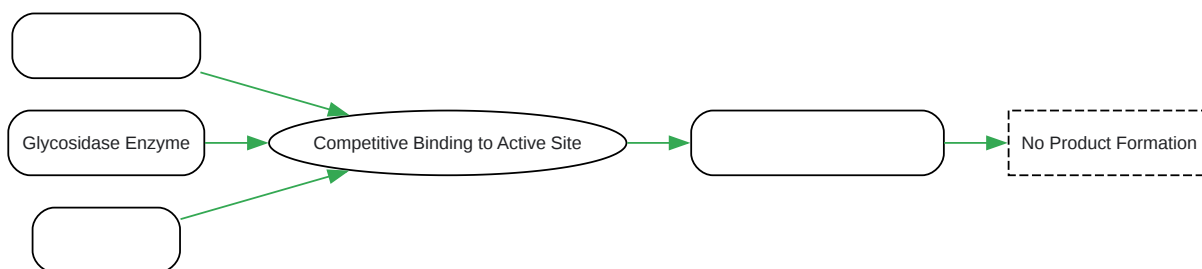 Glycosidase Enzyme
Competitive Binding to Active Site
No Product Formation